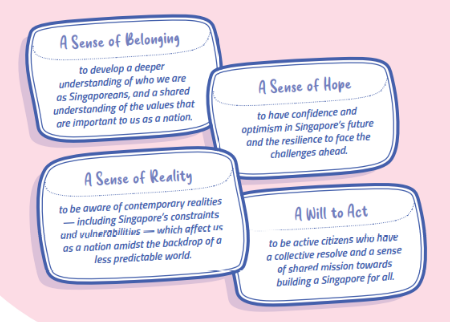 A Sense of Belonging
to develop a deeper
understanding of who we are
as Singaporeans, and a shared
understanding of the values that
are important to us as a nation.
A Sense of Hope
to have confidence and
optimism in Singapore's future
and the resilience to face the
challenges ahead.
A Sense of Reality
to be aware of contemporary realities
— including Singapore's constraints
and vulnerabilities — which affect us
as a nation amidst the backdrop of a
less predictable world.
A Will to Act
to be active citizens who have
a collective resolve and a sense
of shared mission towards
building a Singapore for all.